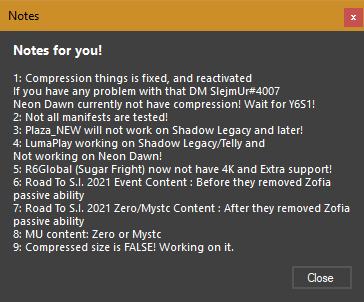 Notes
x
Notes for you!
1: Compression things is fixed, and reactivated
If you have any problem with that DM SlejmUr#4007
Neon Dawn currently not have compression! Wait for Y6S1!
2: Not all manifests are tested!
3: Plaza_NEW will not work on Shadow Legacy and later!
4: LumaPlay working on Shadow Legacy/Telly and
Not working on Neon Dawn!
5: R6Global (Sugar Fright) now not have 4K and Extra support!
6: Road To S.I. 2021 Event Content : Before they removed Zofia
passive ability
7: Road To S.I. 2021 Zero/Mystc Content : After they removed Zofia
passive ability
8: MU content: Zero or Mystc
9: Compressed size is FALSE! Working on it.
Close